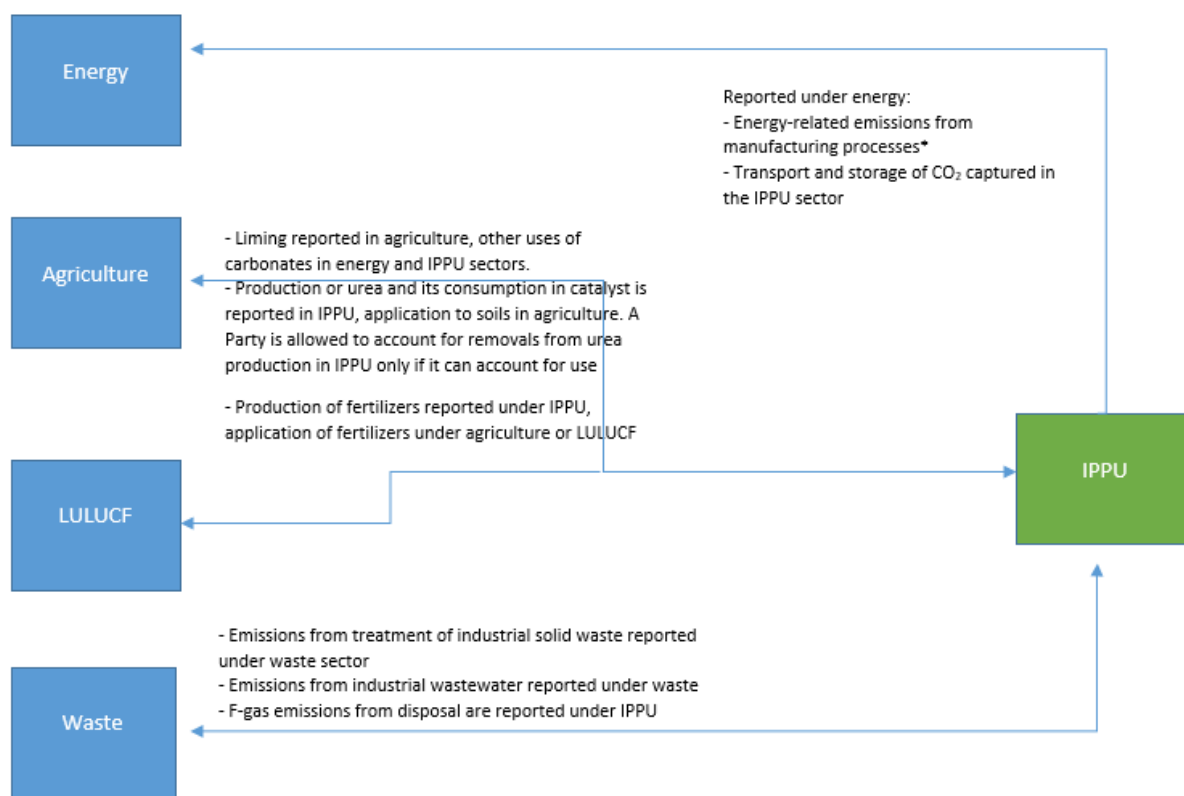 Energy
Reported under energy:
- Energy-related emissions from
manufacturing processes*
- Transport and storage of CO₂ captured in
the IPPU sector
Agriculture
- Liming reported in agriculture, other uses of
carbonates in energy and IPPU sectors.
- Production or urea and its consumption in catalyst is
reported in IPPU, application to soils in agriculture. A
Party is allowed to account for removals from urea
production in IPPU only if it can account for use
- Production of fertilizers reported under IPPU,
application of fertilizers under agriculture or LULUCF
IPPU
LULUCF
- Emissions from treatment of industrial solid waste reported
under waste sector
- Emissions from industrial wastewater reported under waste
- F-gas emissions from disposal are reported under IPPU
Waste